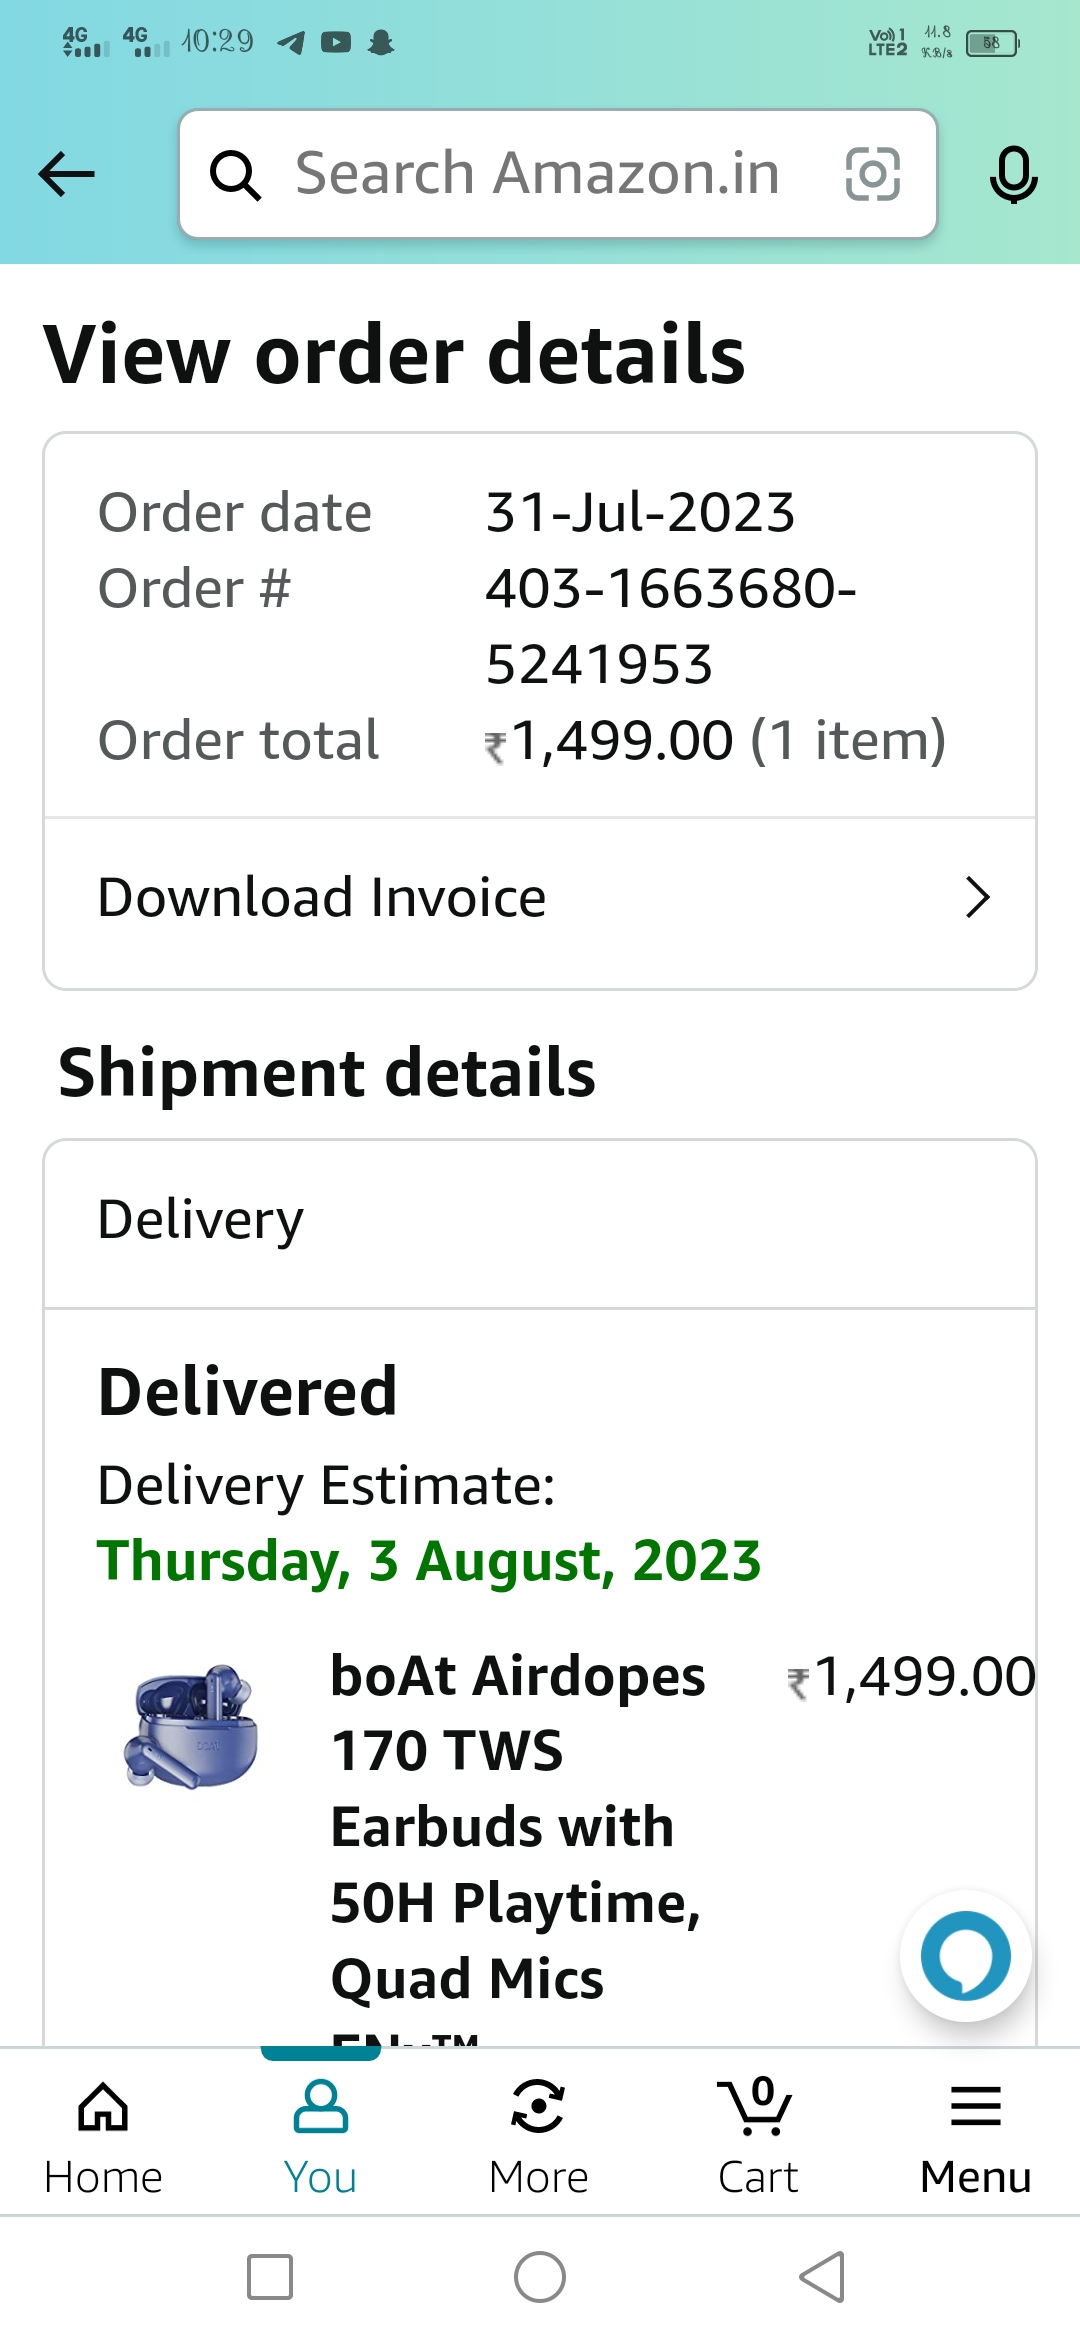 4G 4G 10:29 Vo)) 1 LTE2 11.8 KB/s 58
Search Amazon.in
View order details
Order date 31-Jul-2023
Order # 403-1663680-
5241953
Order total ₹1,499.00 (1 item)
Download Invoice
Shipment details
Delivery
Delivered
Delivery Estimate:
Thursday, 3 August, 2023
boAt Airdopes ₹1,499.00
170 TWS
Earbuds with
50H Playtime,
Quad Mics
0
Home You More Cart Menu